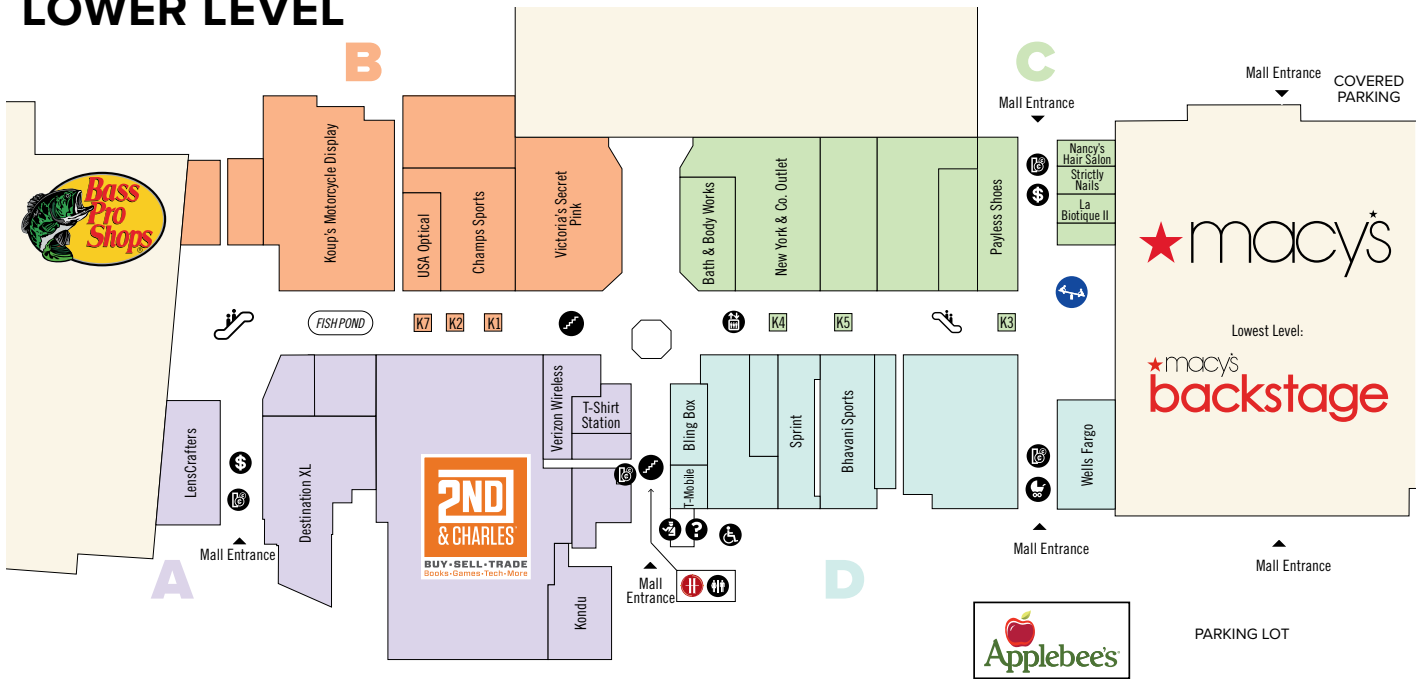 LOWER LEVEL
B
C
Mall Entrance
COVERED
PARKING
Mall Entrance
Bass
Pro
Shops
Koup's Motorcycle Display
USA Optical
Champs Sports
Victoria's Secret
Pink
Bath & Body Works
New York & Co. Outlet
Payless Shoes
$
Nancy's
Hair Salon
Strictly
Nails
La
Biotique II
macy's
Lowest Level:
macy's
backstage
FISH POND
K7
K2
K1
K4
K5
K3
LensCrafters
$
Destination XL
2ND
& CHARLES
BUY•SELL•TRADE
Books•Games•Tech•More
Verizon Wireless
T-Shirt
Station
Bling Box
T-Mobile
Sprint
Bhavani Sports
Wells Fargo
?
Mall Entrance
A
Kondu
Mall
Entrance
D
Mall Entrance
Mall Entrance
Applebee's
PARKING LOT